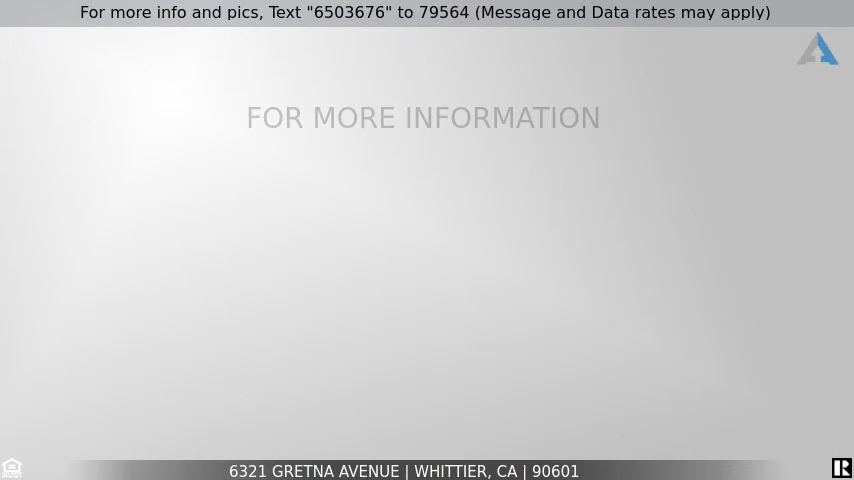 For more info and pics, Text "6503676" to 79564 (Message and Data rates may apply)
FOR MORE INFORMATION
6321 GRETNA AVENUE | WHITTIER, CA | 90601